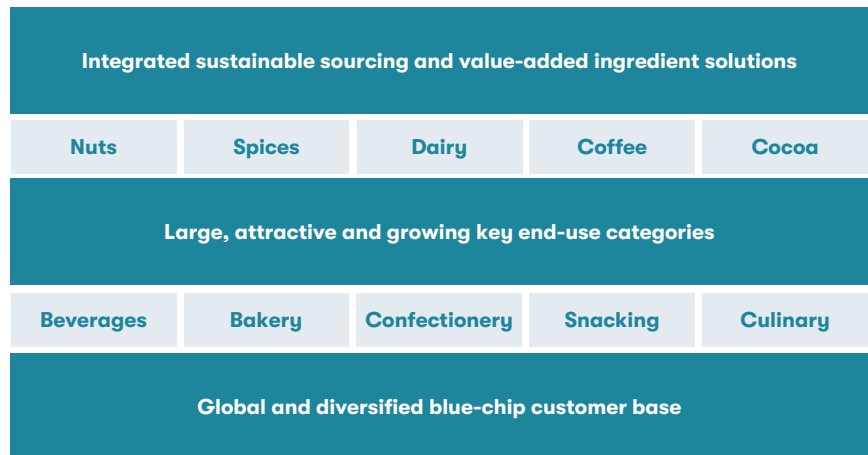 Integrated sustainable sourcing and value-added ingredient solutions
Nuts Spices Dairy Coffee Cocoa
Large, attractive and growing key end-use categories
Beverages Bakery Confectionery Snacking Culinary
Global and diversified blue-chip customer base